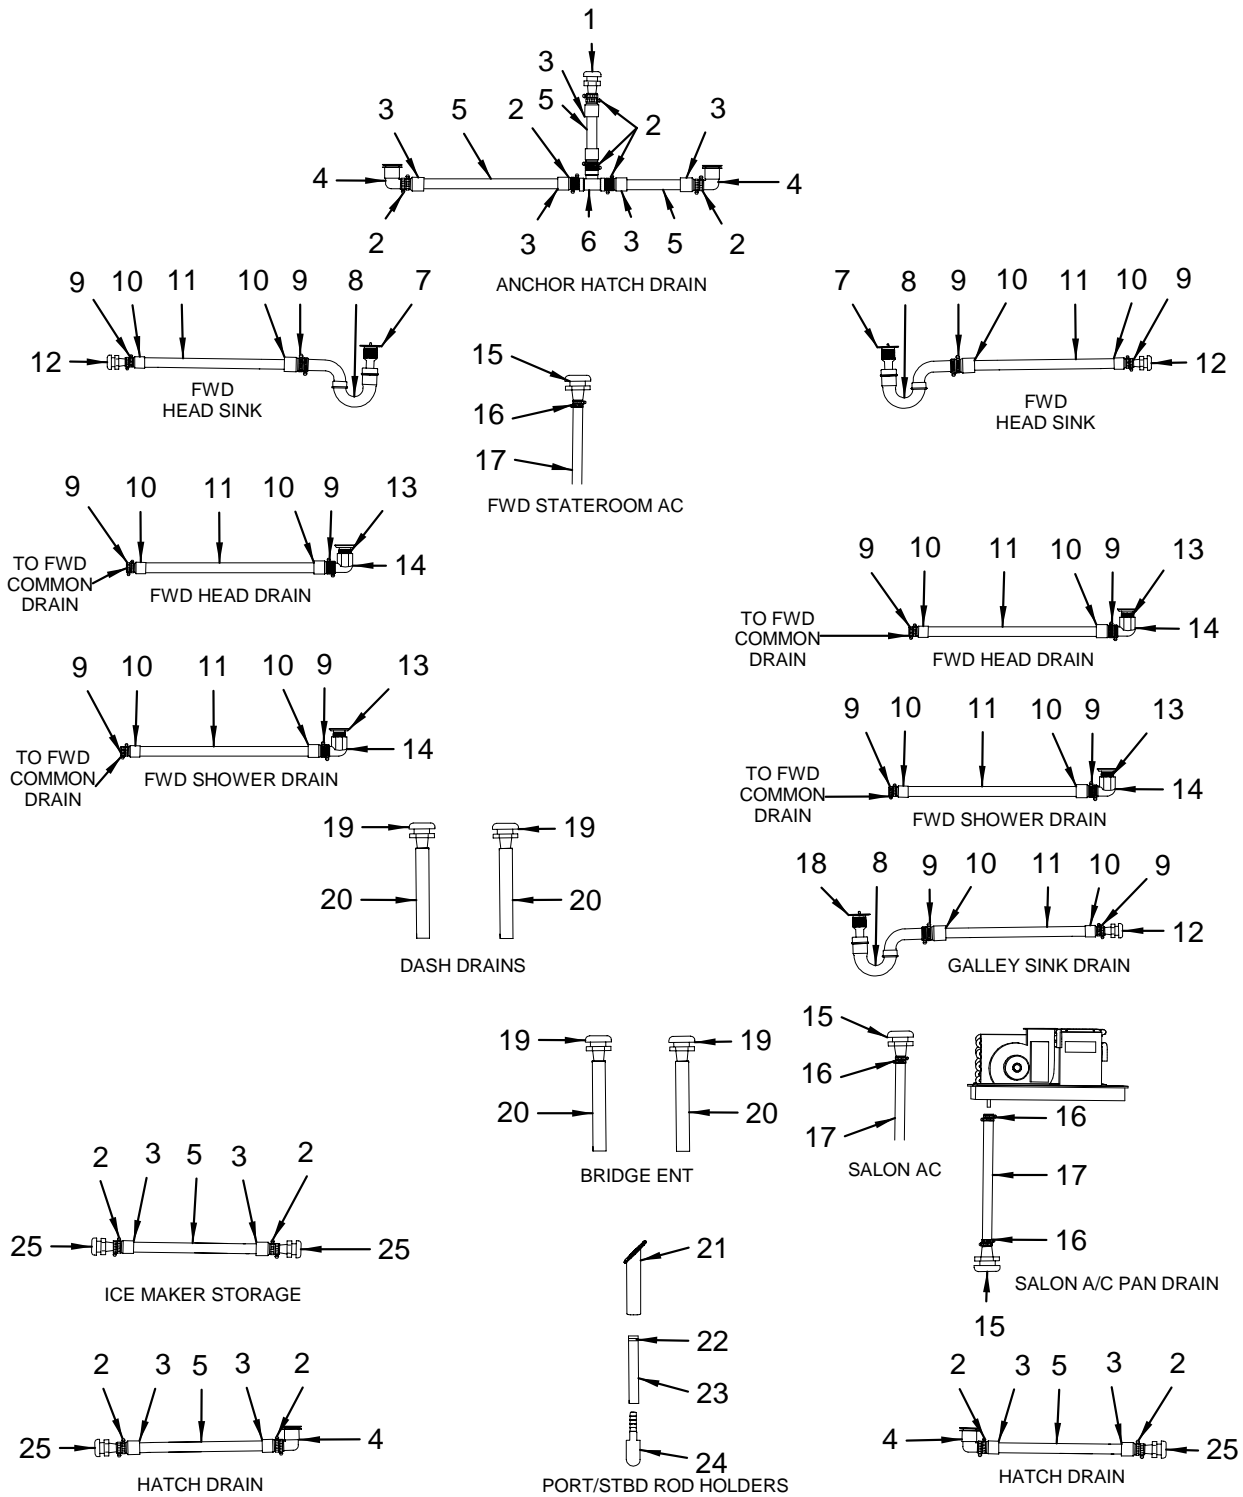 1
3
3 5 5 2 2 3
4 4
2 3 6 3 5 2
ANCHOR HATCH DRAIN
9 10 11 10 9 8 7
12
FWD
HEAD SINK
7 8 9 10 11 10 9
12
FWD
HEAD SINK
15
16
17
FWD STATEROOM AC
9 10 11 10 9 13
14
TO FWD
COMMON
DRAIN
FWD HEAD DRAIN
9 10 11 10 9 13
14
TO FWD
COMMON
DRAIN
FWD HEAD DRAIN
9 10 11 10 9 13
14
TO FWD
COMMON
DRAIN
FWD SHOWER DRAIN
9 10 11 10 9 13
14
TO FWD
COMMON
DRAIN
FWD SHOWER DRAIN
19 19
20 20
DASH DRAINS
18 8 9 10 11 10 9
12
GALLEY SINK DRAIN
19 19
20 20
BRIDGE ENT
15
16
17
SALON AC
16
17
16
SALON A/C PAN DRAIN
15
2 3 5 3 2
25 25
ICE MAKER STORAGE
21
22
23
24
PORT/STBD ROD HOLDERS
2 3 5 3 2
25 4
HATCH DRAIN
2 3 5 3 2
4 25
HATCH DRAIN